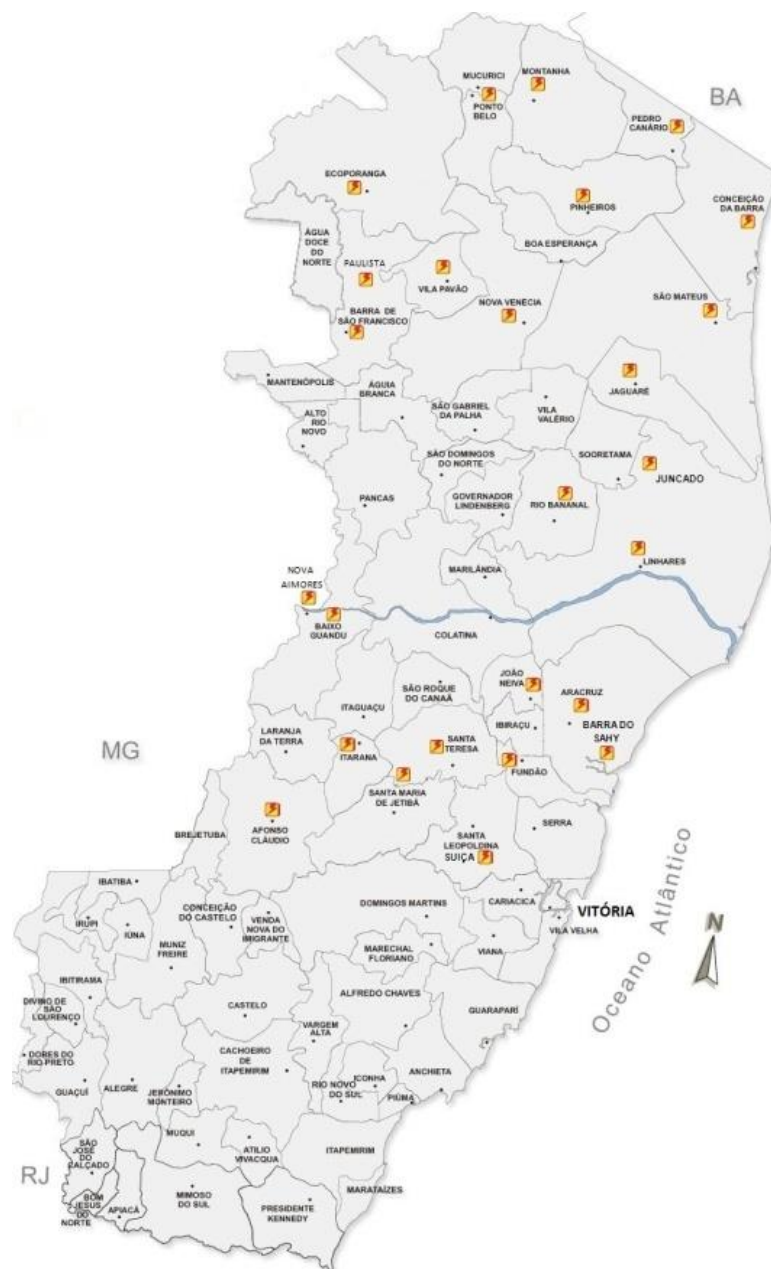 MUCURICI
MONTANHA
BA
PONTO
BELO
PEDRO
CANÁRIO
ECOPORANGA
PINHEIROS
CONCEIÇÃO
DA BARRA
ÁGUA
DOCE
DO
NORTE
BOA ESPERANÇA
PAULISTA
VILA PAVÃO
NOVA VENECIA
SÃO MATEUS
BARRA DE
SÃO FRANCISCO
MANTENÓPOLIS
ÁGUIA
BRANCA
JAGUARÉ
ALTO
RIO
NOVO
SÃO GABRIEL
DA PALHA
VILA
VALÉRIO
SÃO DOMINGOS
DO NORTE
SOORETAMA
JUNCADO
PANCAS
GOVERNADOR
LINDENBERG
RIO BANANAL
LINHARES
NOVA
AIMORES
MARILÂNDIA
BAIXO
GUANDU
COLATINA
JOÃO
NEIVA
SÃO ROQUE
DO CANAÃ
ARACRUZ
ITAGUAÇU
IBIRAÇU
BARRA DO
SAHY
LARANJA
DA TERRA
SANTA
TERESA
MG
ITARANA
FUNDÃO
SANTA MARIA
DE JETIBÁ
AFONSO
CLÁUDIO
BREJETUBA
SERRA
SANTA
LEOPOLDINA
SUIÇA
IBATIBA
CONCEIÇÃO
DO CASTELO
DOMINGOS MARTINS
CARIACICA
VITÓRIA
IRUPI
IÚNA
VENDA
NOVA DO
IMIGRANTE
VILA VELHA
MUNIZ
FREIRE
MARECHAL
FLORIANO
VIANA
Oceano Atlântico
N
IBITIRAMA
ALFREDO CHAVES
DIVINO DE
SÃO
LOURENÇO
CASTELO
GUARAPARÍ
VARGEM
ALTA
DORES DO
RIO PRETO
CACHOEIRO
DE
ITAPEMIRIM
ANCHIETA
GUAÇUÍ
ALEGRE
JERÔNIMO
MONTEIRO
RIO NOVO
DO SUL
ICONHA
PIÚMA
MUQUI
SÃO
JOSÉ
DO
CALÇADO
ATILIO
VIVACQUA
ITAPEMIRIM
RJ
BOM
JESUS
DO
NORTE
APIACÁ
MIMOSO
DO SUL
MARATAÍZES
PRESIDENTE
KENNEDY